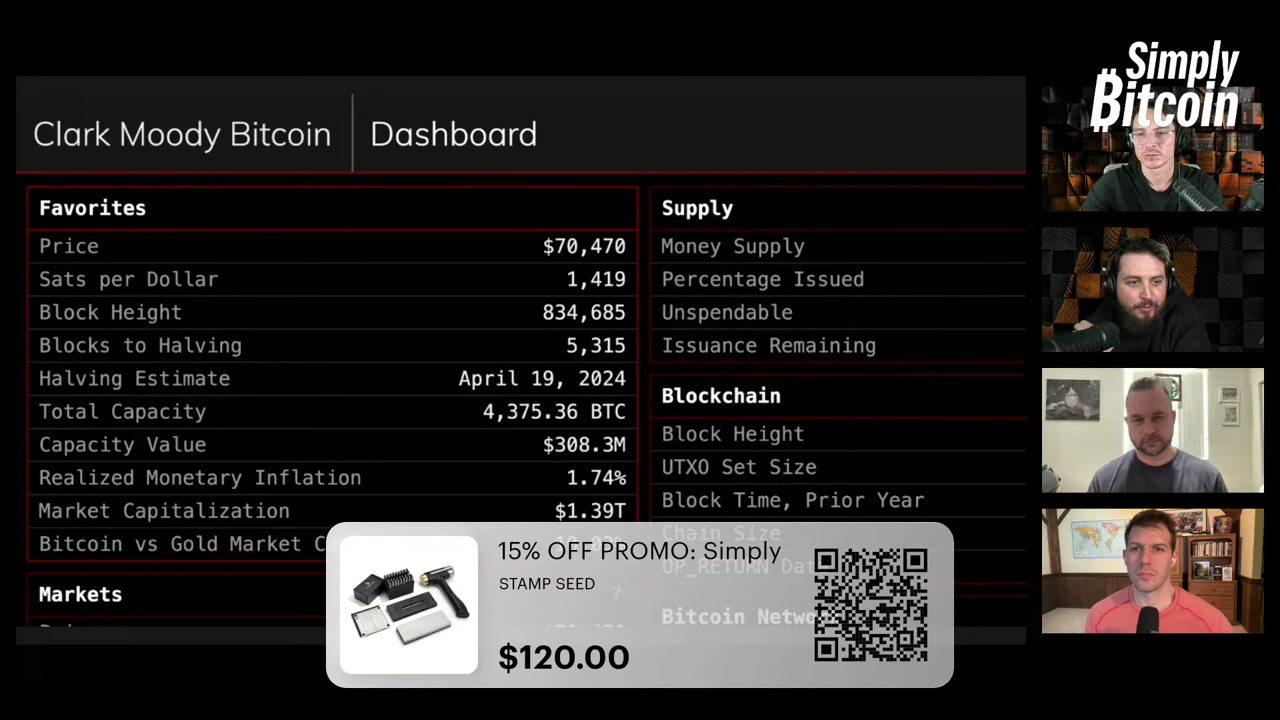 Simply
Bitcoin
Clark Moody Bitcoin
Dashboard
Favorites
Price $70,470
Sats per Dollar 1,419
Block Height 834,685
Blocks to Halving 5,315
Halving Estimate April 19, 2024
Total Capacity 4,375.36 BTC
Capacity Value $308.3M
Realized Monetary Inflation 1.74%
Market Capitalization $1.39T
Bitcoin vs Gold Market
Markets
Supply
Money Supply
Percentage Issued
Unspendable
Issuance Remaining
Blockchain
Block Height
UTXO Set Size
Block Time, Prior Year
Chain Size
OP_RETURN
Bitcoin
15% OFF PROMO: Simply
STAMP SEED
$120.00